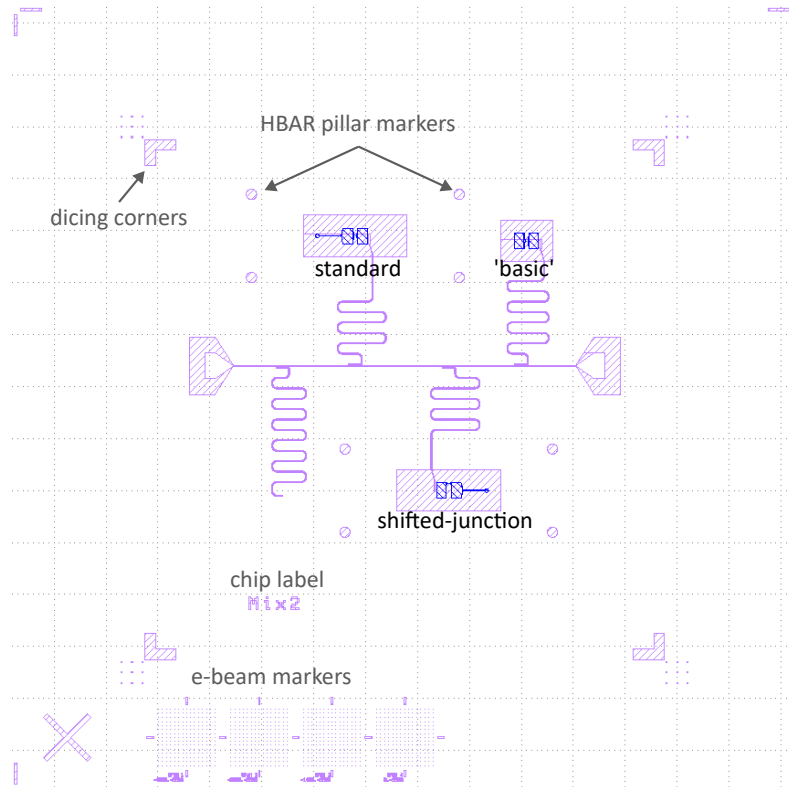 HBAR pillar markers
dicing corners
standard
'basic'
shifted-junction
chip label
Mix2
e-beam markers